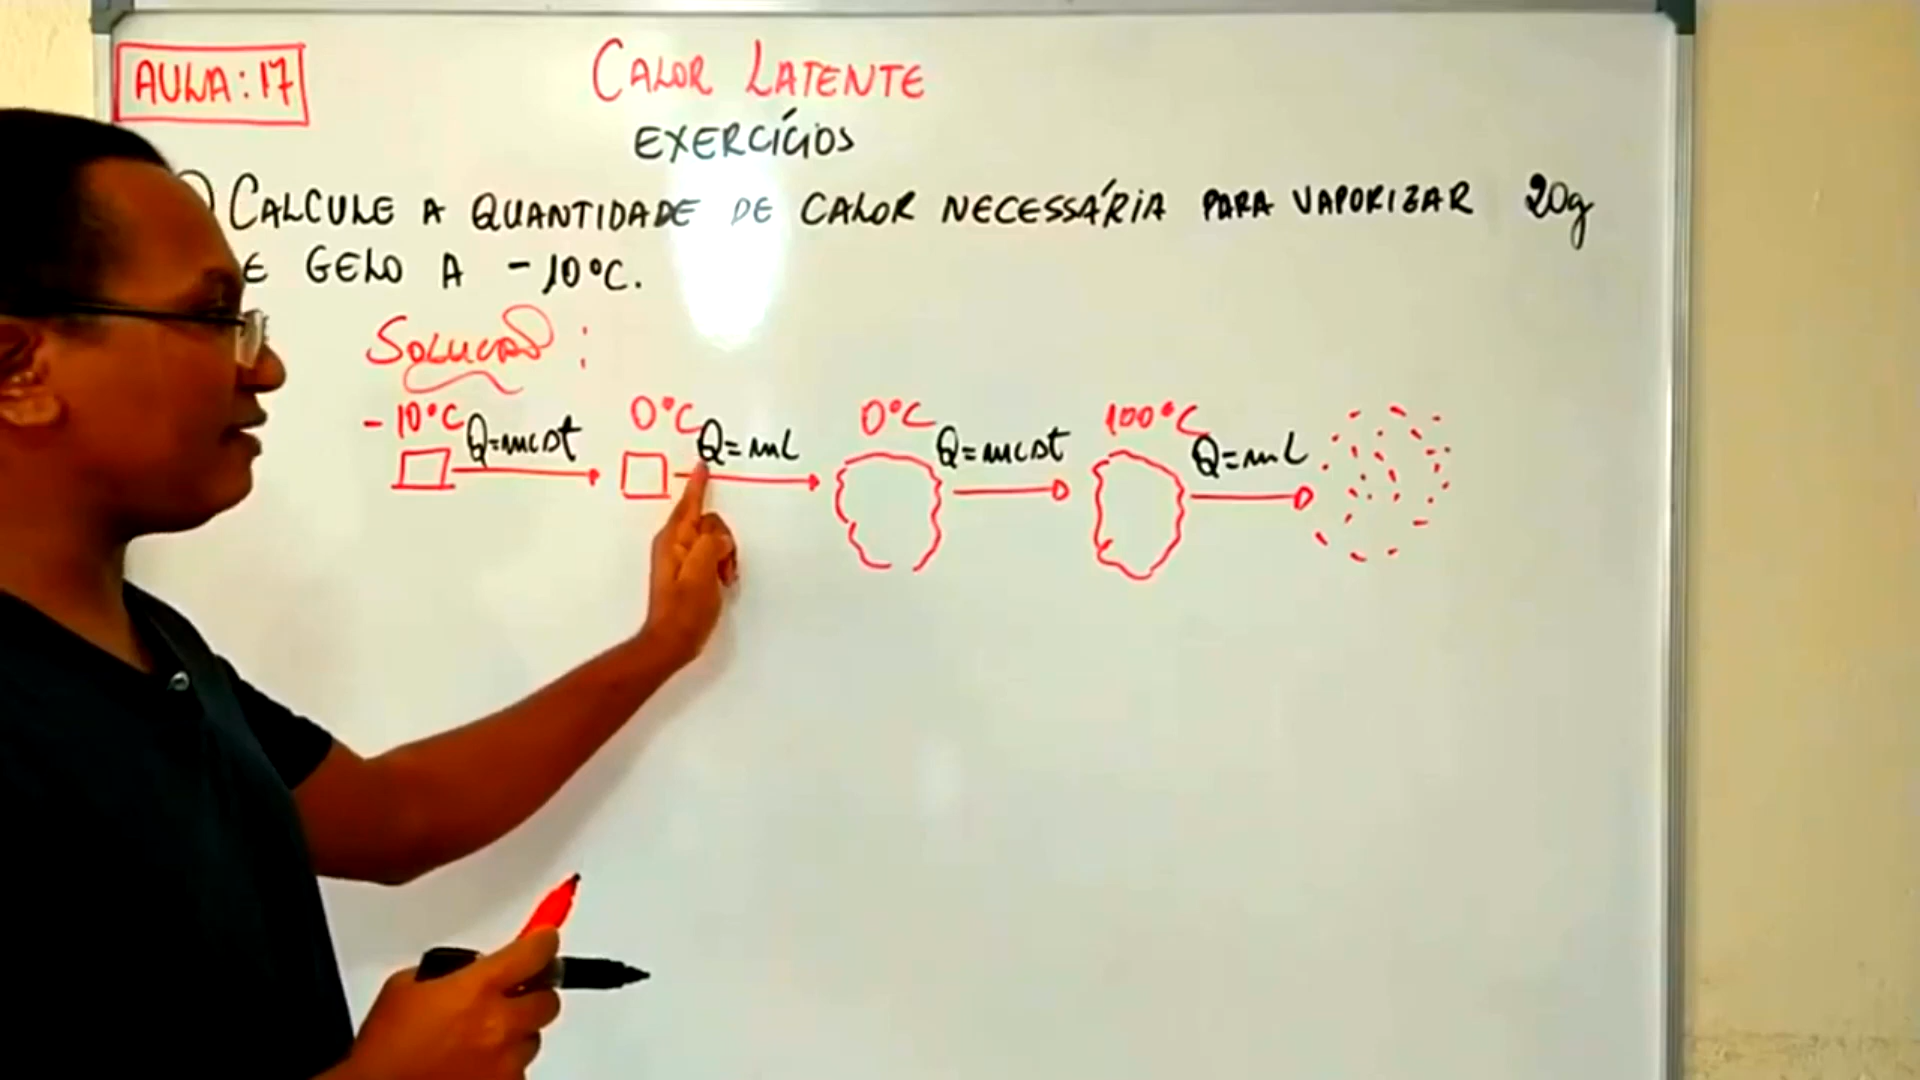 AULA: 17
CALOR LATENTE
EXERCÍCIOS
) CALCULE A QUANTIDADE DE CALOR NECESSÁRIA PARA VAPORIZAR 20g
E GELO A -10°C.
SOLUÇÃO:
-10°C Q=mcΔt 0°C Q=mL 0°C Q=mcΔt 100°C Q=mL